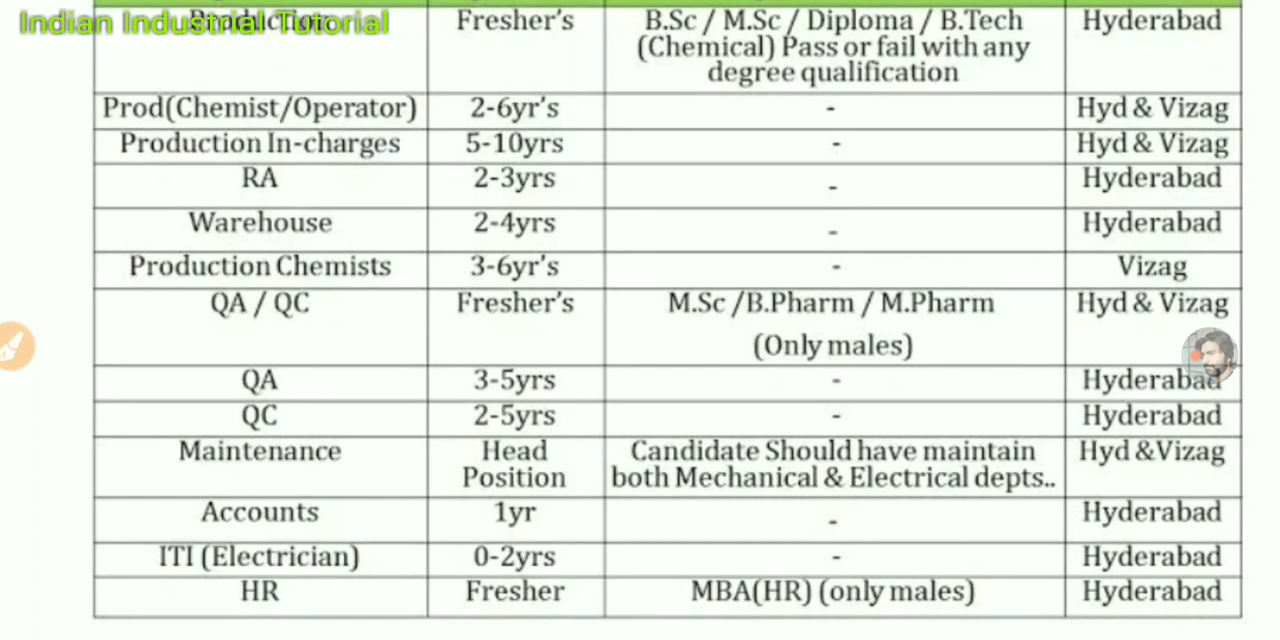 Indian Industrial Tutorial
Production Fresher's B.Sc / M.Sc / Diploma / B.Tech Hyderabad
(Chemical) Pass or fail with any
degree qualification
Prod(Chemist/Operator) 2-6yr's - Hyd & Vizag
Production In-charges 5-10yrs - Hyd & Vizag
RA 2-3yrs - Hyderabad
Warehouse 2-4yrs - Hyderabad
Production Chemists 3-6yr's - Vizag
QA / QC Fresher's M.Sc /B.Pharm / M.Pharm Hyd & Vizag
(Only males)
QA 3-5yrs - Hyderabad
QC 2-5yrs - Hyderabad
Maintenance Head Candidate Should have maintain Hyd &Vizag
Position both Mechanical & Electrical depts..
Accounts 1yr - Hyderabad
ITI (Electrician) 0-2yrs - Hyderabad
HR Fresher MBA(HR) (only males) Hyderabad